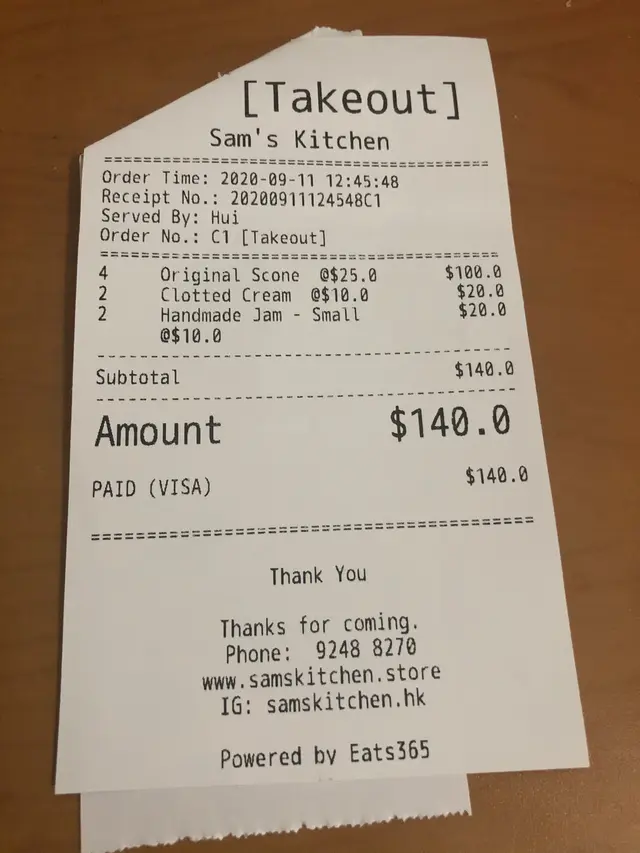 [Takeout]
Sam's Kitchen
================================================
Order Time: 2020-09-11 12:45:48
Receipt No.: 20200911124548C1
Served By: Hui
Order No.: C1 [Takeout]
================================================
4 Original Scone @$25.0 $100.0
2 Clotted Cream @$10.0 $20.0
2 Handmade Jam - Small $20.0
@$10.0
------------------------------------------------
Subtotal $140.0
------------------------------------------------
Amount $140.0
PAID (VISA) $140.0
================================================
Thank You
Thanks for coming.
Phone: 9248 8270
www.samskitchen.store
IG: samskitchen.hk
Powered by Eats365